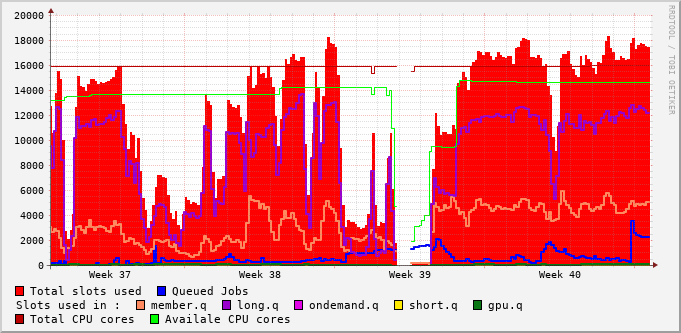 RRDTOOL / TOBI OETIKER
20000
18000
16000
14000
12000
10000
8000
6000
4000
2000
0
Week 37 Week 38 Week 39 Week 40
Total slots used Queued Jobs
Slots used in : member.q long.q ondemand.q short.q gpu.q
Total CPU cores Availale CPU cores